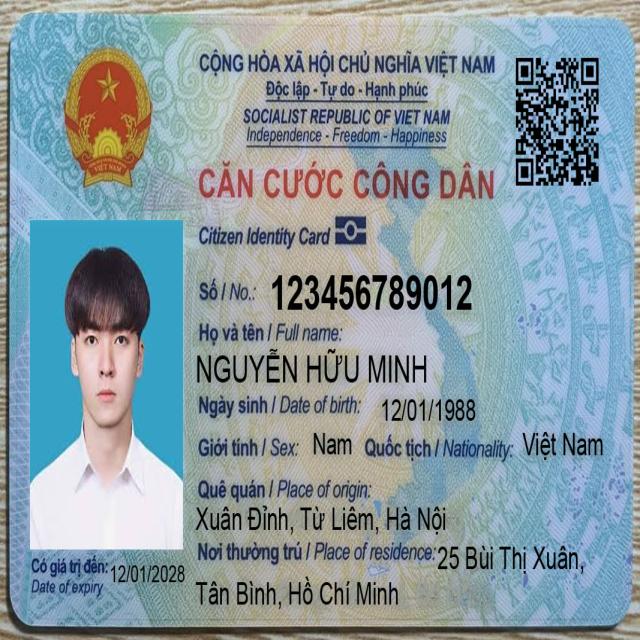 CỘNG HÒA XÃ HỘI CHỦ NGHĨA VIỆT NAM
Độc lập - Tự do - Hạnh phúc
SOCIALIST REPUBLIC OF VIET NAM
Independence - Freedom - Happiness
VIỆT NAM
CĂN CƯỚC CÔNG DÂN
Citizen Identity Card
Số / No.: 123456789012
Họ và tên / Full name:
NGUYỄN HỮU MINH
Ngày sinh / Date of birth: 12/01/1988
Giới tính / Sex: Nam Quốc tịch / Nationality: Việt Nam
Quê quán / Place of origin:
Xuân Đỉnh, Từ Liêm, Hà Nội
Nơi thường trú / Place of residence: 25 Bùi Thị Xuân,
Tân Bình, Hồ Chí Minh
Có giá trị đến: 12/01/2028
Date of expiry